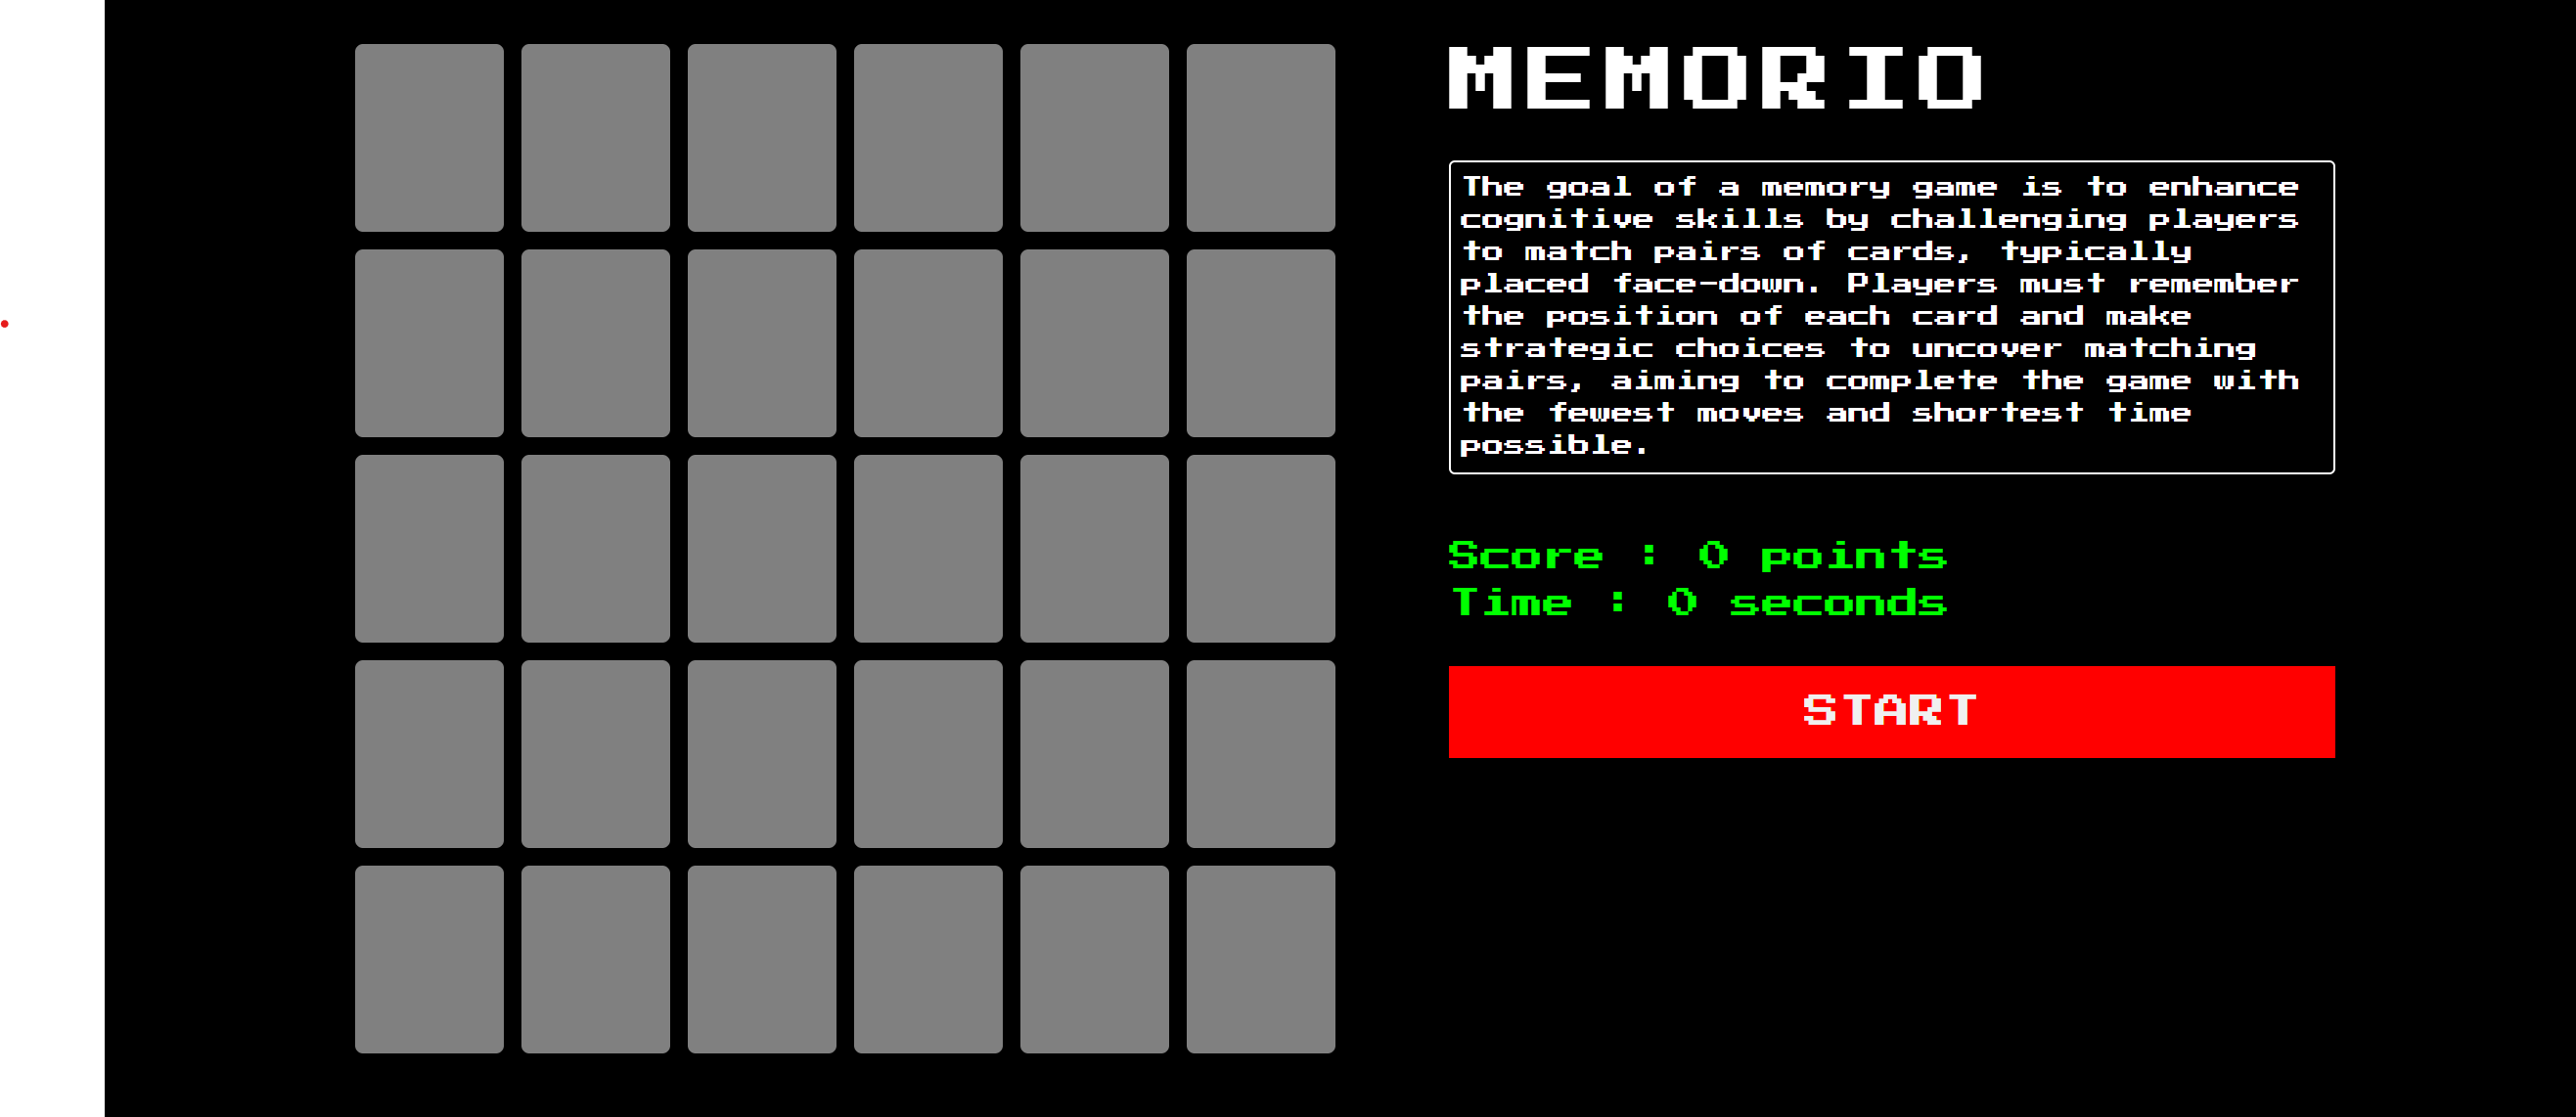 MEMORIO
The goal of a memory game is to enhance
cognitive skills by challenging players
to match pairs of cards, typically
placed face-down. Players must remember
the position of each card and make
strategic choices to uncover matching
pairs, aiming to complete the game with
the fewest moves and shortest time
possible.
Score : 0 points
Time : 0 seconds
START